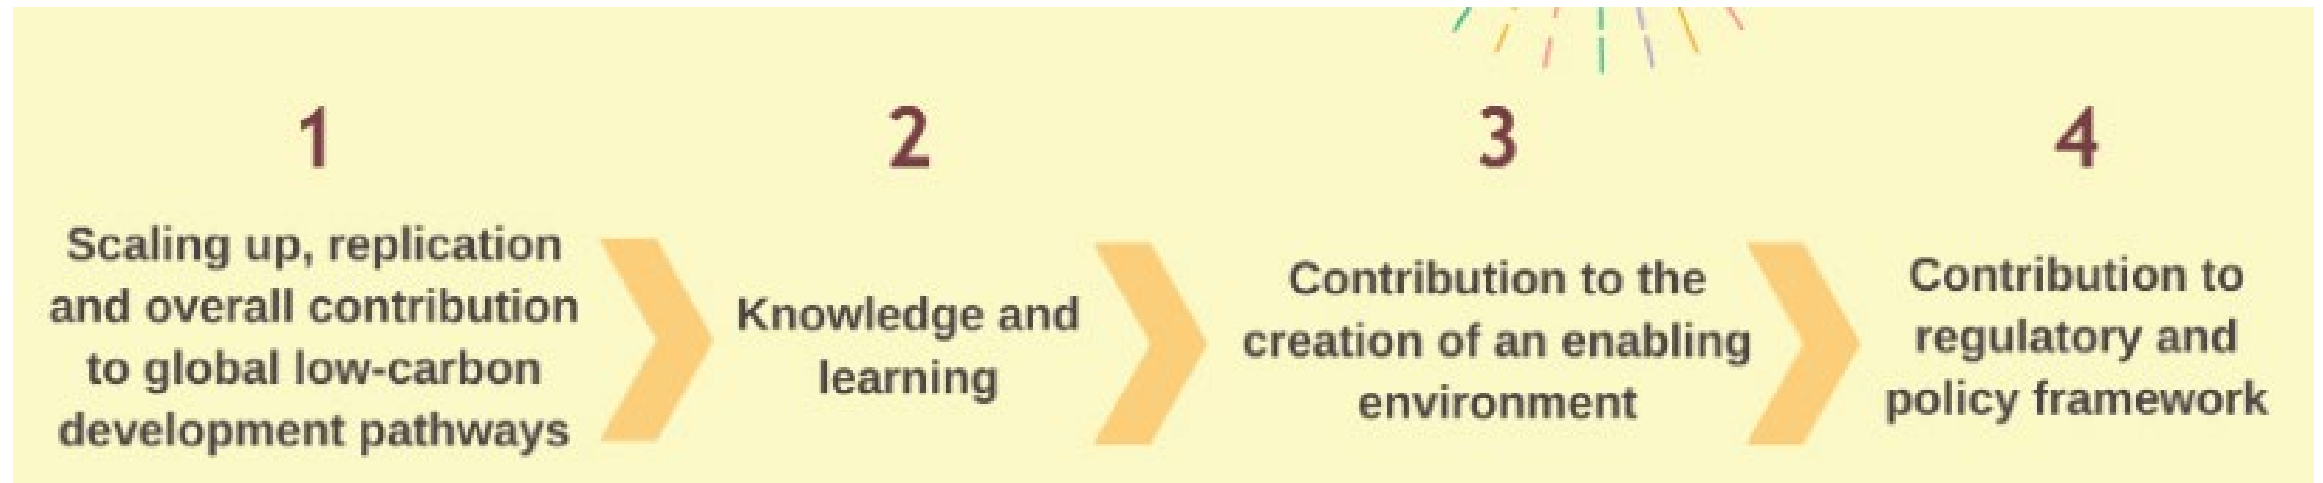 1
Scaling up, replication
and overall contribution
to global low-carbon
development pathways
2
Knowledge and
learning
3
Contribution to the
creation of an enabling
environment
4
Contribution to
regulatory and
policy framework